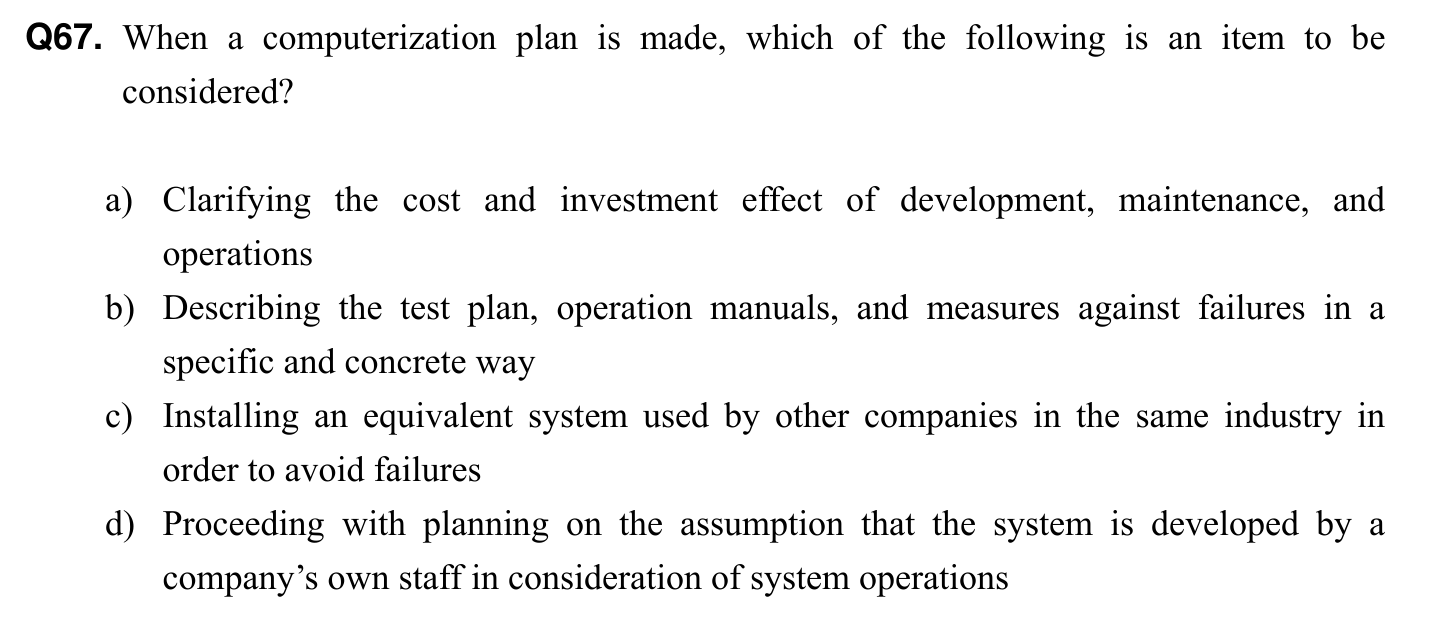 Q67. When a computerization plan is made, which of the following is an item to be
considered?
a) Clarifying the cost and investment effect of development, maintenance, and
operations
b) Describing the test plan, operation manuals, and measures against failures in a
specific and concrete way
c) Installing an equivalent system used by other companies in the same industry in
order to avoid failures
d) Proceeding with planning on the assumption that the system is developed by a
company’s own staff in consideration of system operations